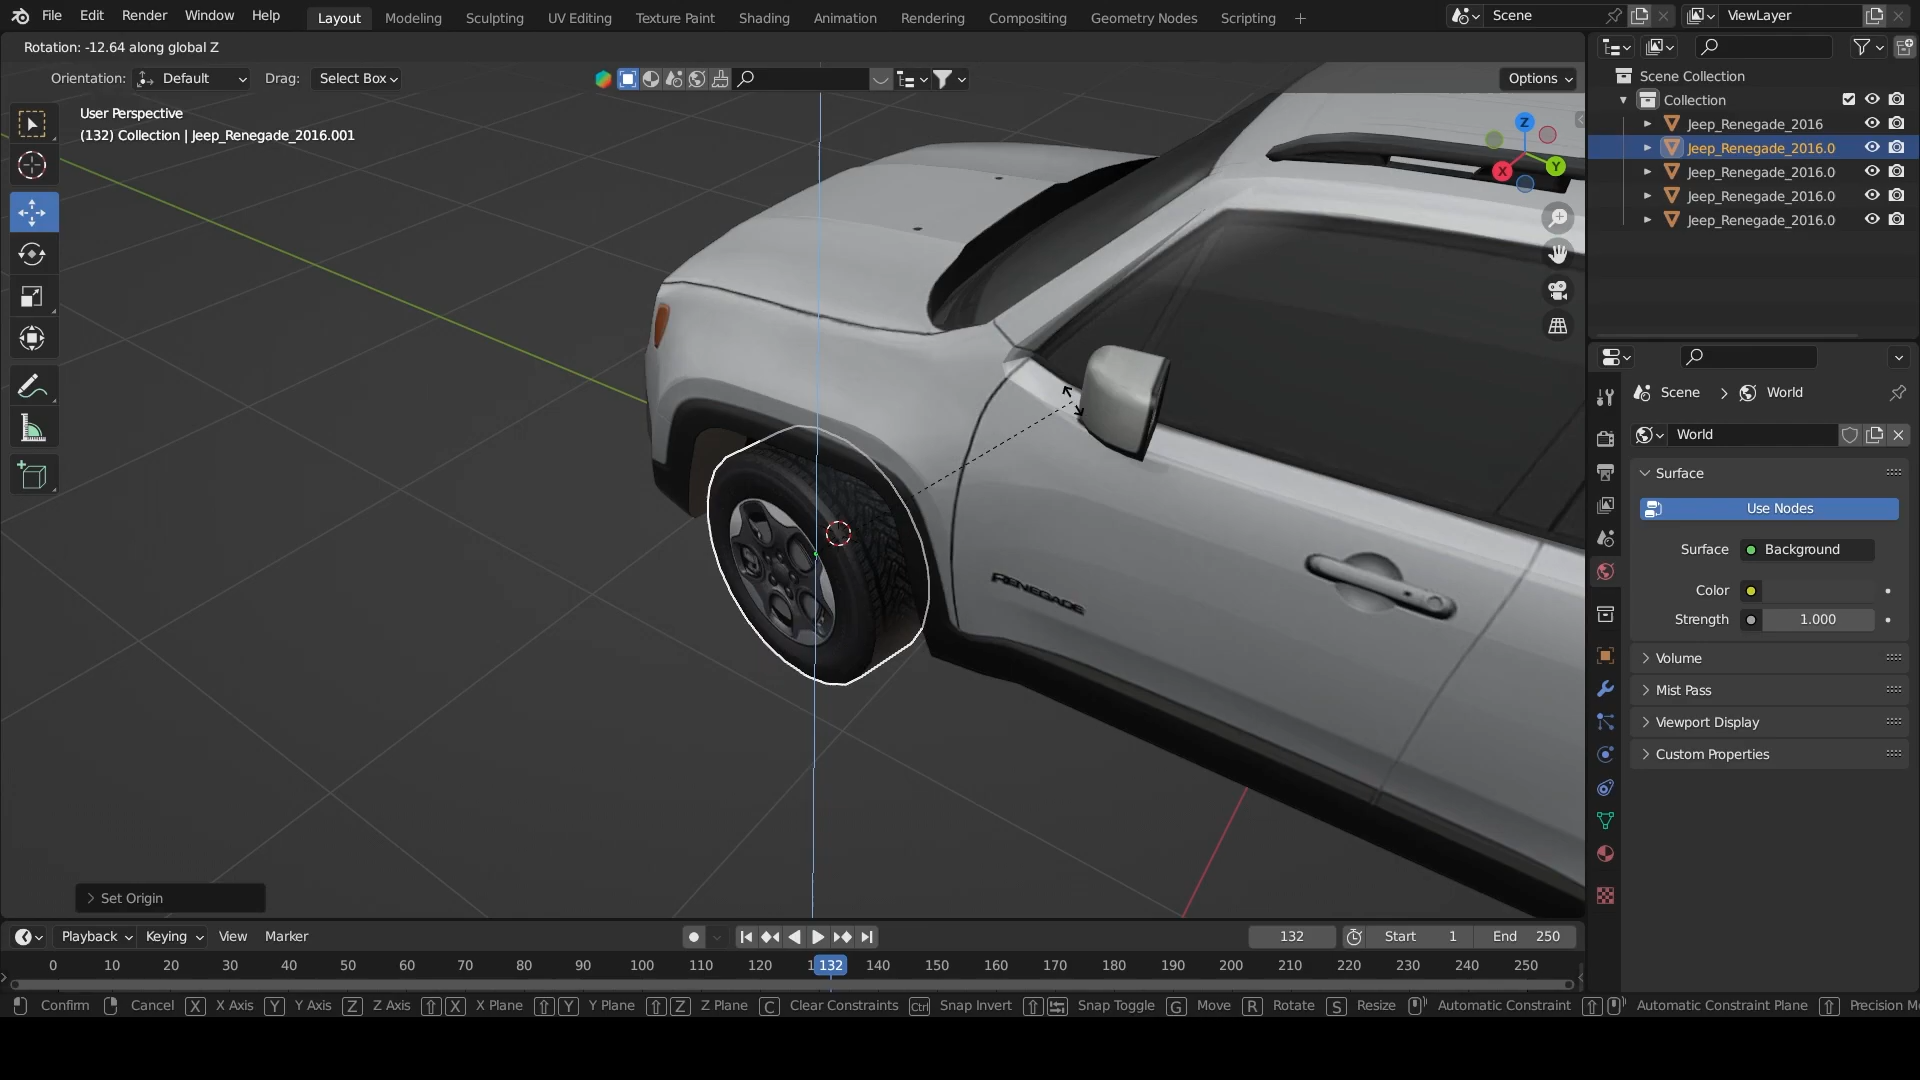 File Edit Render Window Help Layout Modeling Sculpting UV Editing Texture Paint Shading Animation Rendering Compositing Geometry Nodes Scripting + Scene ViewLayer
Rotation: -12.64 along global Z
Orientation: Default Drag: Select Box Options
User Perspective
(132) Collection | Jeep_Renegade_2016.001
Z
X
Y
RENEGADE
Set Origin
Scene Collection
Collection
Jeep_Renegade_2016
Jeep_Renegade_2016.0
Jeep_Renegade_2016.0
Jeep_Renegade_2016.0
Jeep_Renegade_2016.0
Scene > World
World
Surface
Use Nodes
Surface Background
Color
Strength 1.000
Volume
Mist Pass
Viewport Display
Custom Properties
Playback Keying View Marker 132 Start 1 End 250
0 10 20 30 40 50 60 70 80 90 100 110 120 132 140 150 160 170 180 190 200 210 220 230 240 250
Confirm Cancel X X Axis Y Y Axis Z Z Axis X X Plane Y Y Plane Z Z Plane C Clear Constraints Ctrl Snap Invert Snap Toggle G Move R Rotate S Resize Automatic Constraint Automatic Constraint Plane Precision M